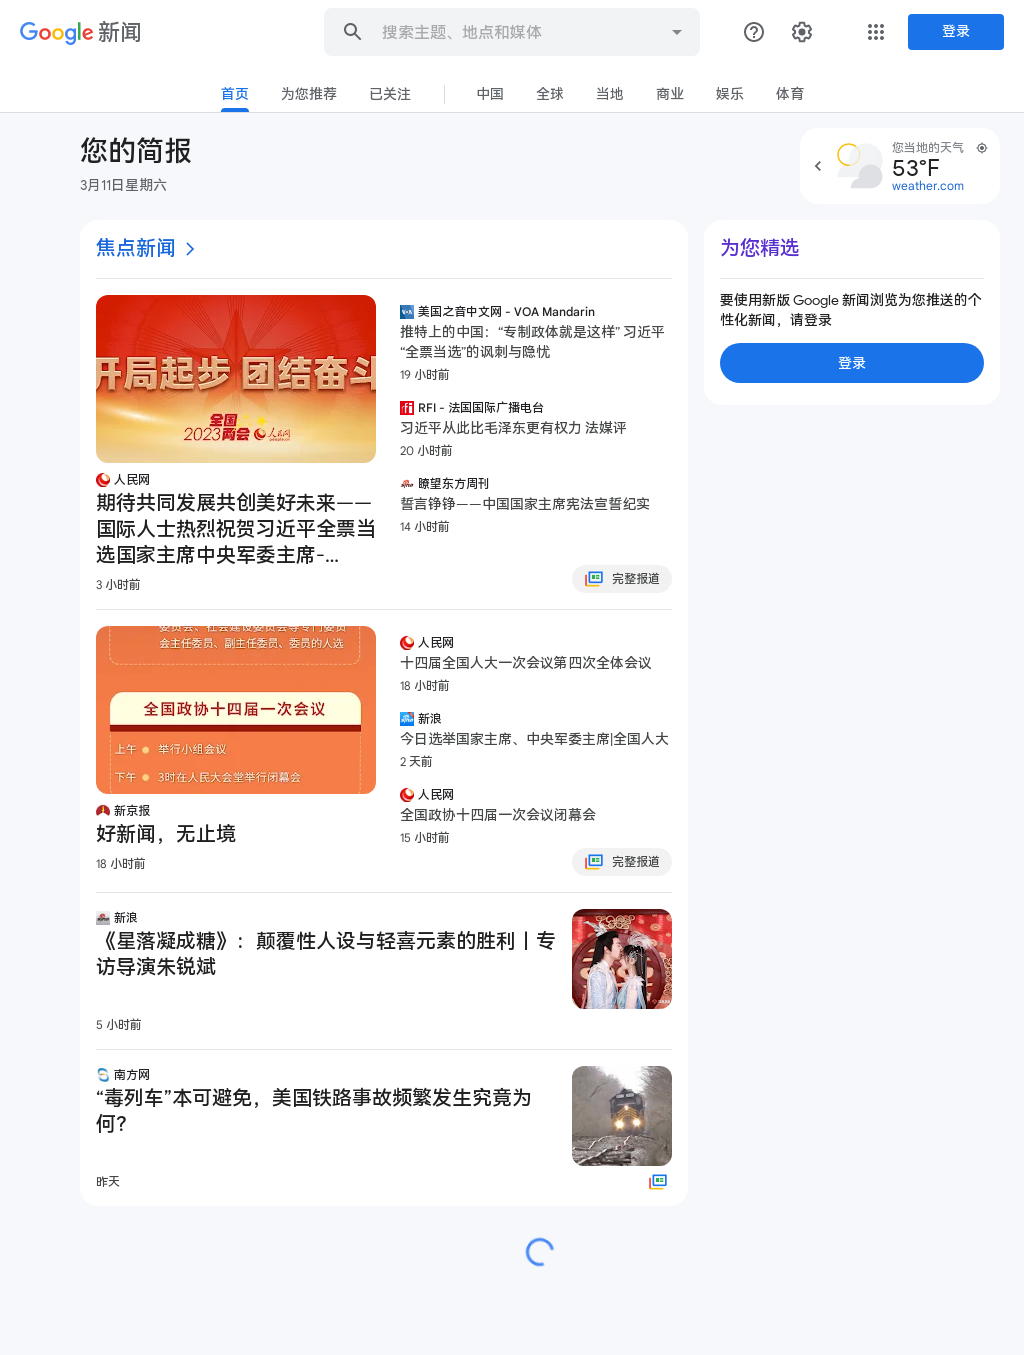 Google 新闻
搜索主题、地点和媒体
登录
首页
为您推荐
已关注
中国
全球
当地
商业
娱乐
体育
您的简报
3月11日星期六
您当地的天气
53°F
weather.com
焦点新闻
开局起步 团结奋斗
全国
2023两会
人民网
people.cn
人民网
期待共同发展共创美好未来——
国际人士热烈祝贺习近平全票当
选国家主席中央军委主席-...
3 小时前
美国之音中文网 - VOA Mandarin
推特上的中国：“专制政体就是这样” 习近平
“全票当选”的讽刺与隐忧
19 小时前
RFI - 法国国际广播电台
习近平从此比毛泽东更有权力 法媒评
20 小时前
瞭望东方周刊
誓言铮铮——中国国家主席宪法宣誓纪实
14 小时前
完整报道
委员会、社会建设委员会等专门委员
会主任委员、副主任委员、委员的人选
全国政协十四届一次会议
上午
举行小组会议
下午
3时在人民大会堂举行闭幕会
新京报
好新闻，无止境
18 小时前
人民网
十四届全国人大一次会议第四次全体会议
18 小时前
新浪
今日选举国家主席、中央军委主席|全国人大
2 天前
人民网
全国政协十四届一次会议闭幕会
15 小时前
完整报道
新浪
《星落凝成糖》：颠覆性人设与轻喜元素的胜利丨专
访导演朱锐斌
5 小时前
南方网
“毒列车”本可避免，美国铁路事故频繁发生究竟为
何？
昨天
为您精选
要使用新版 Google 新闻浏览为您推送的个
性化新闻，请登录
登录